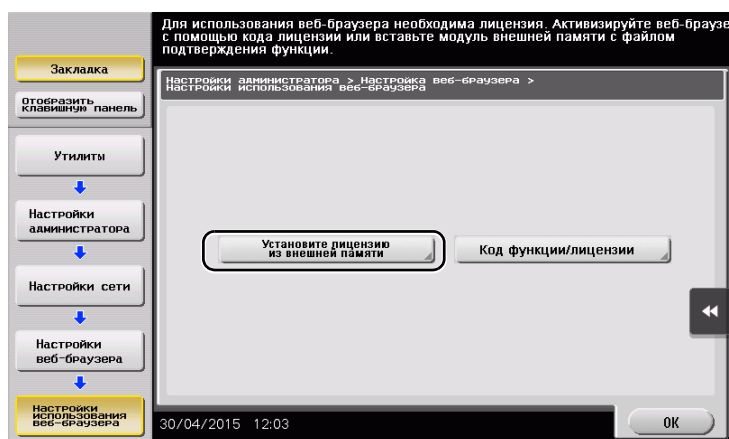 Для использования веб-браузера необходима лицензия. Активизируйте веб-браузе
с помощью кода лицензии или вставьте модуль внешней памяти с файлом
подтверждения функции.
Закладка
Отобразить
клавишную панель
Настройки администратора > Настройка веб-браузера >
Настройки использования веб-браузера
Утилиты
Настройки
администратора
Настройки сети
Настройки
веб-браузера
Настройки
использования
веб-браузера
Установите лицензию
из внешней памяти
Код функции/лицензии
30/04/2015 12:03
OK